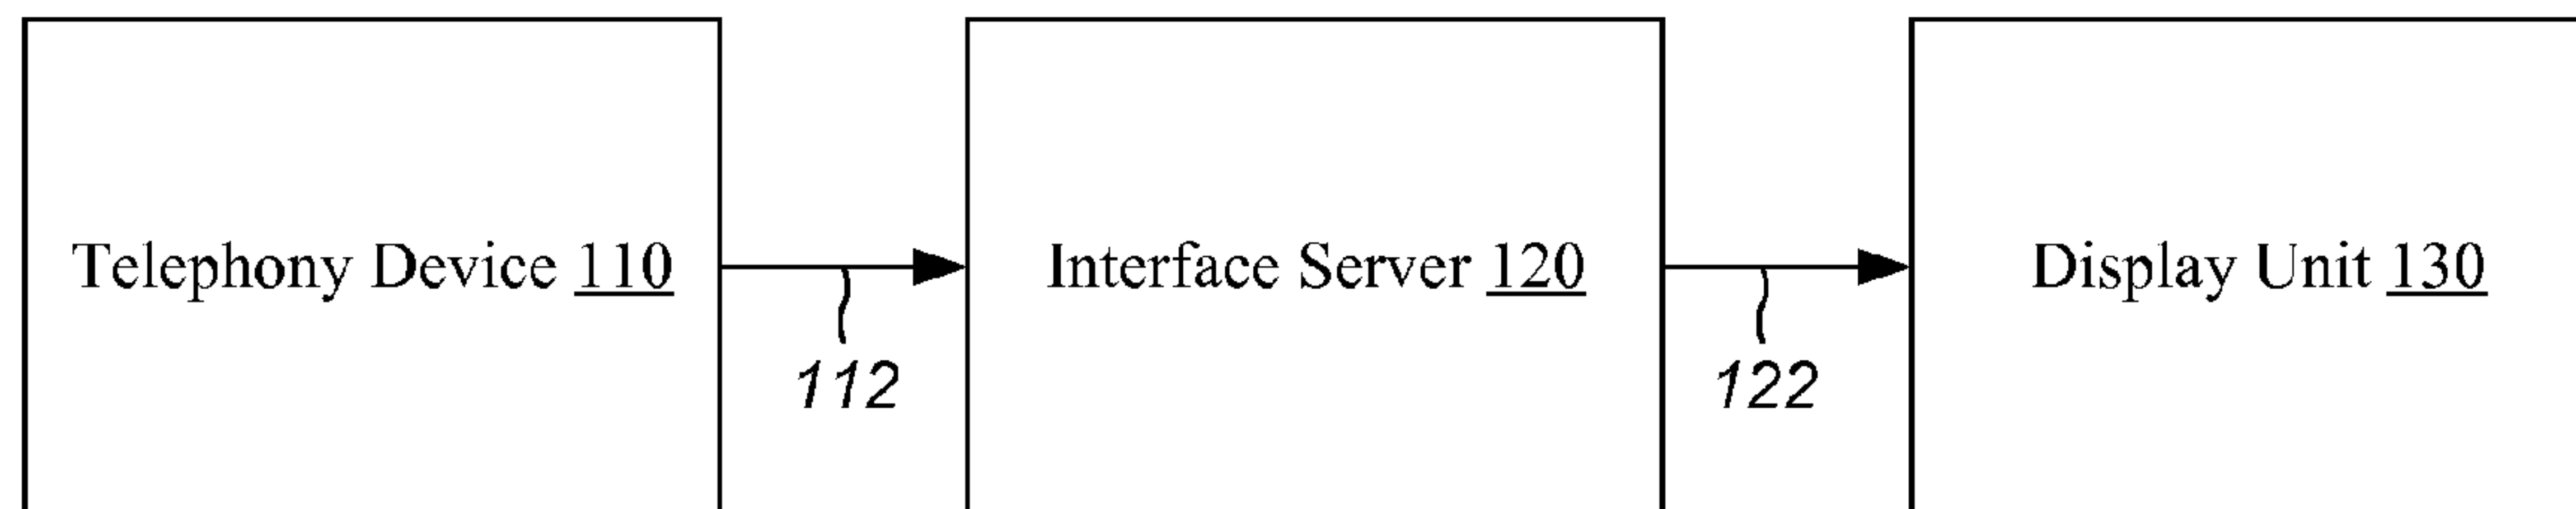 Telephony Device 110
Interface Server 120
Display Unit 130
112
122